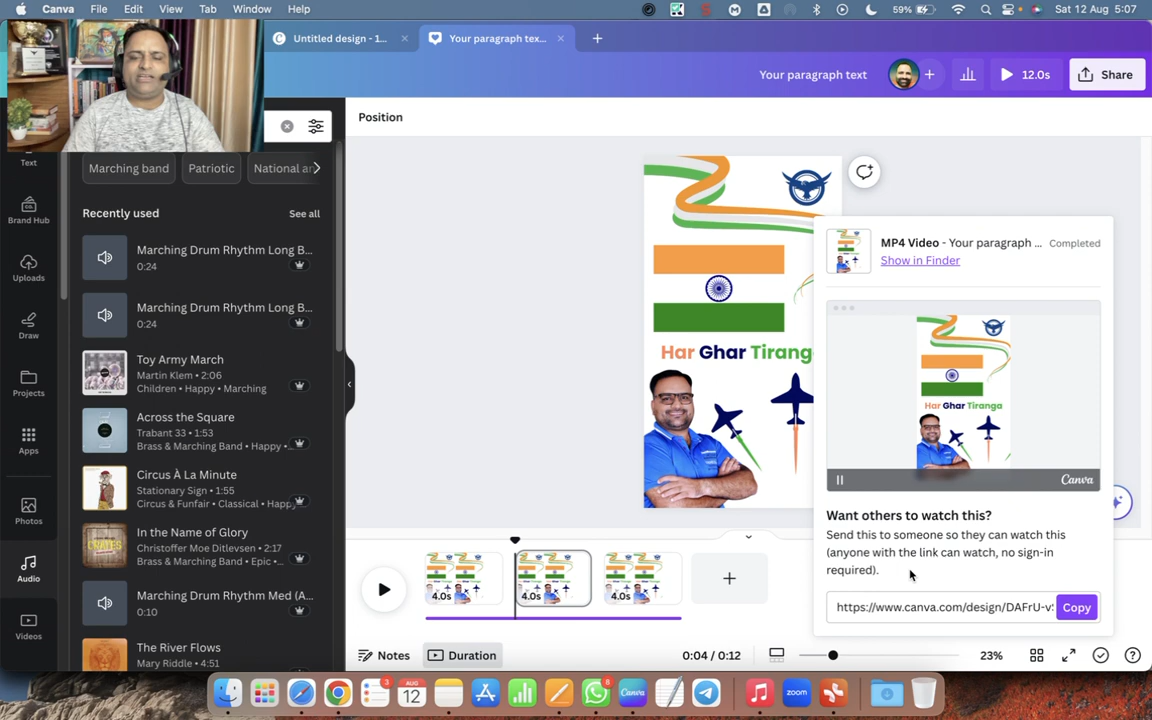 Canva File Edit View Tab Window Help
59% Sat 12 Aug 5:07
Untitled design - 1...
Your paragraph tex...
Your paragraph text
12.0s
Share
Position
Text
Brand Hub
Uploads
Draw
Projects
Apps
Photos
Audio
Videos
Marching band
Patriotic
National an
Recently used
See all
Marching Drum Rhythm Long B...
0:24
Marching Drum Rhythm Long B...
0:24
Toy Army March
Martin Klem • 2:06
Children • Happy • Marching
Across the Square
Trabant 33 • 1:53
Brass & Marching Band • Happy •
Circus À La Minute
Stationary Sign • 1:55
Circus & Funfair • Classical • Happy
In the Name of Glory
Christoffer Moe Ditlevsen • 2:17
Brass & Marching Band • Epic •
Marching Drum Rhythm Med (A...
0:10
The River Flows
Mary Riddle • 4:51
Har Ghar Tirang
MP4 Video - Your paragraph ...
Completed
Show in Finder
Har Ghar Tiranga
Canva
Want others to watch this?
Send this to someone so they can watch this
(anyone with the link can watch, no sign-in
required).
https://www.canva.com/design/DAFrU-v
Copy
4.0s
4.0s
4.0s
Notes
Duration
0:04 / 0:12
23%
3
AUG
12
8
Canva
zoom